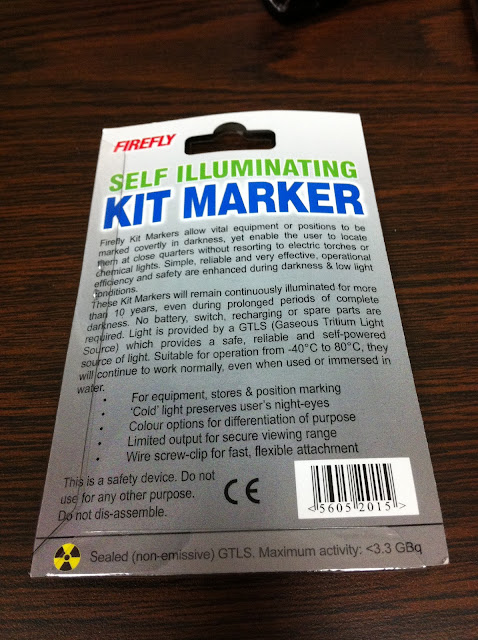 FIREFLY
SELF ILLUMINATING
KIT MARKER
Firefly Kit Markers allow vital equipment or positions to be
marked covertly in darkness, yet enable the user to locate
them at close quarters without resorting to electric torches or
chemical lights. Simple, reliable and very effective, operational
efficiency and safety are enhanced during darkness & low light
conditions.
These Kit Markers will remain continuously illuminated for more
than 10 years, even during prolonged periods of complete
darkness. No battery, switch, recharging or spare parts are
required. Light is provided by a GTLS (Gaseous Tritium Light
Source) which provides a safe, reliable and self-powered
source of light. Suitable for operation from -40°C to 80°C, they
will continue to work normally, even when used or immersed in
water.
• For equipment, stores & position marking
• 'Cold' light preserves user's night-eyes
• Colour options for differentiation of purpose
• Limited output for secure viewing range
• Wire screw-clip for fast, flexible attachment
This is a safety device. Do not
use for any other purpose.
Do not dis-assemble.
CE
<56052015>
Sealed (non-emissive) GTLS. Maximum activity: <3.3 GBq